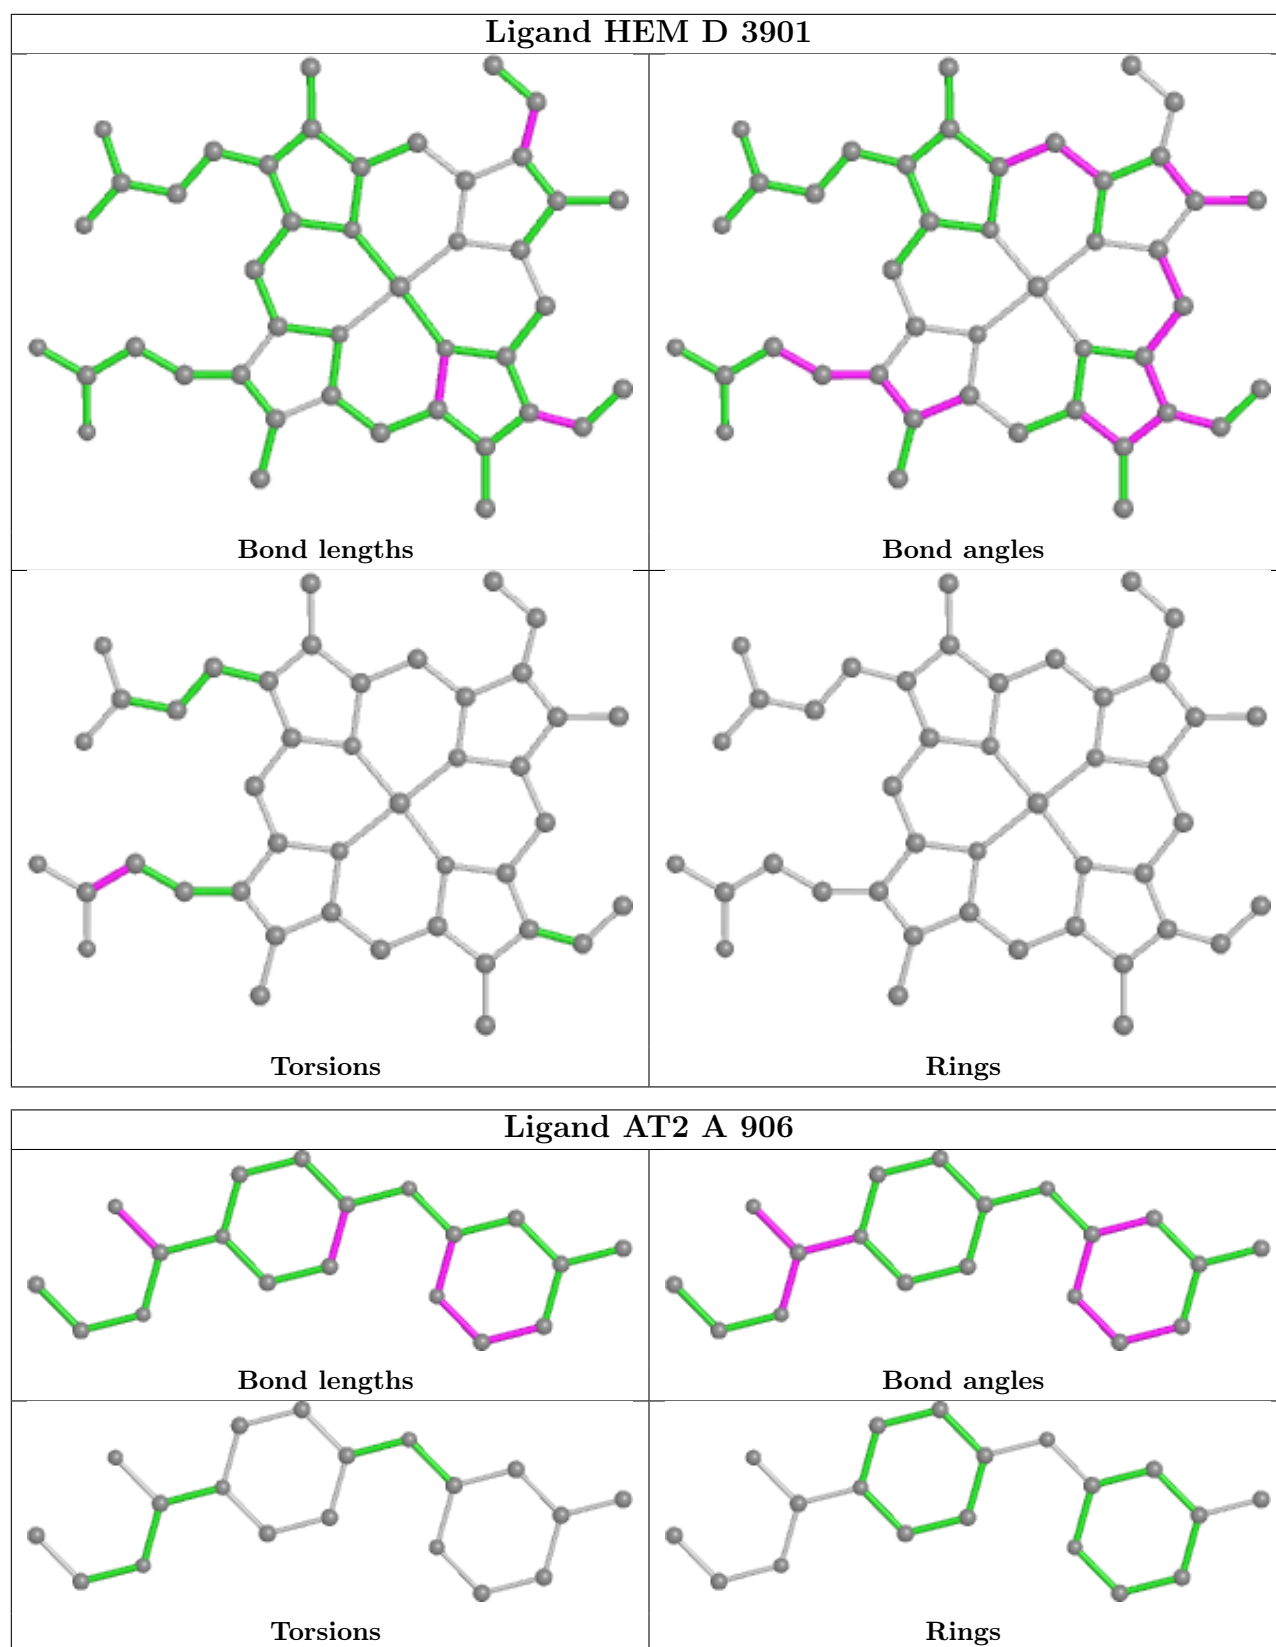 Ligand HEM D 3901
Bond lengths
Bond angles
Torsions
Rings
Ligand AT2 A 906
Bond lengths
Bond angles
Torsions
Rings